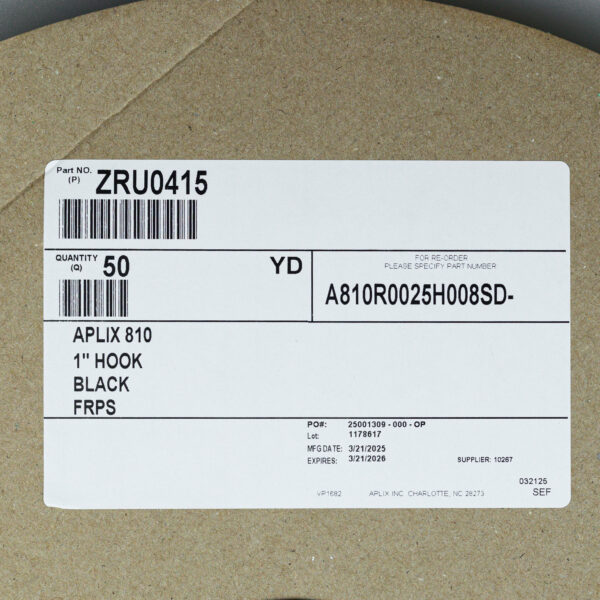 Part NO. ZRU0415
(P)
QUANTITY 50 YD
(Q)
FOR RE-ORDER
PLEASE SPECIFY PART NUMBER
A810R0025H008SD-
APLIX 810
1" HOOK
BLACK
FRPS
PO#: 25001309 - 000 - OP
Lot: 1178617
MFG DATE: 3/21/2025
EXPIRES: 3/21/2026 SUPPLIER: 10267
032125
VP1682 APLIX INC. CHARLOTTE, NC 28273 SEF